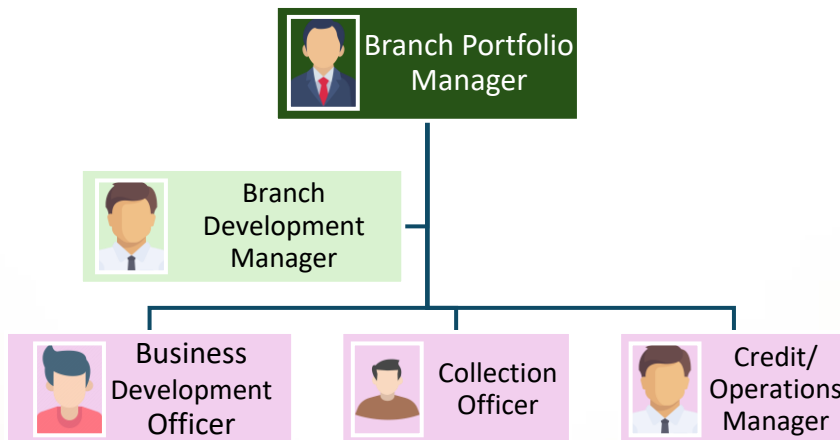 Branch Portfolio
Manager
Branch
Development
Manager
Business
Development
Officer
Collection
Officer
Credit/
Operations
Manager